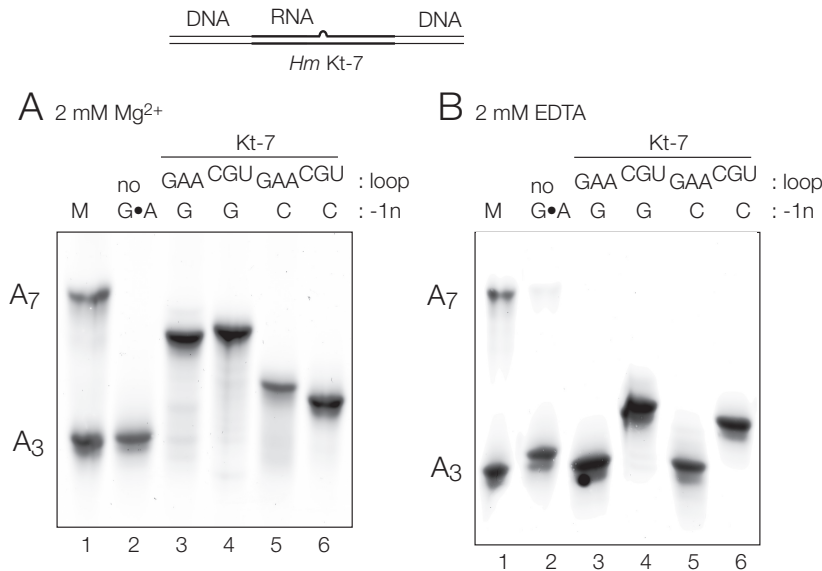 DNA RNA DNA
Hm Kt-7
A 2 mM Mg2+
Kt-7
no GAA CGU GAA CGU : loop
M G•A G G C C : -1n
A7
A3
1 2 3 4 5 6
B 2 mM EDTA
Kt-7
no GAA CGU GAA CGU : loop
M G•A G G C C : -1n
A7
A3
1 2 3 4 5 6